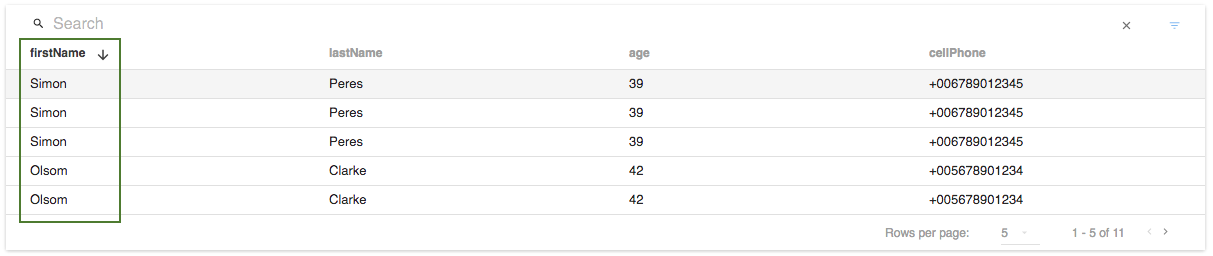 Search
firstName lastName age cellPhone
Simon Peres 39 +006789012345
Simon Peres 39 +006789012345
Simon Peres 39 +006789012345
Olsom Clarke 42 +005678901234
Olsom Clarke 42 +005678901234
Rows per page: 5 1 - 5 of 11